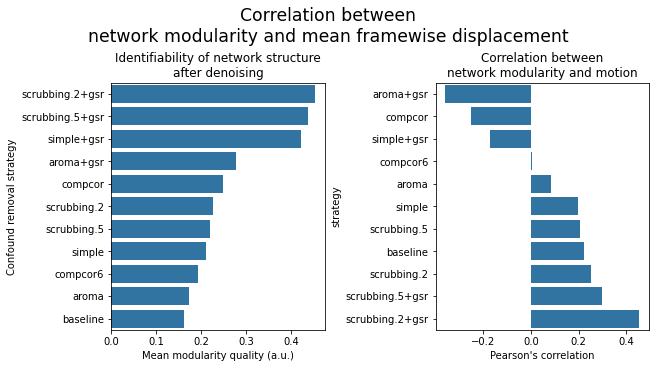 Correlation between
network modularity and mean framewise displacement
Identifiability of network structure
after denoising
Confound removal strategy
scrubbing.2+gsr
scrubbing.5+gsr
simple+gsr
aroma+gsr
compcor
scrubbing.2
scrubbing.5
simple
compcor6
aroma
baseline
0.0 0.1 0.2 0.3 0.4
Mean modularity quality (a.u.)
Correlation between
network modularity and motion
strategy
aroma+gsr
compcor
simple+gsr
compcor6
aroma
simple
scrubbing.5
baseline
scrubbing.2
scrubbing.5+gsr
scrubbing.2+gsr
−0.2 0.0 0.2 0.4
Pearson's correlation